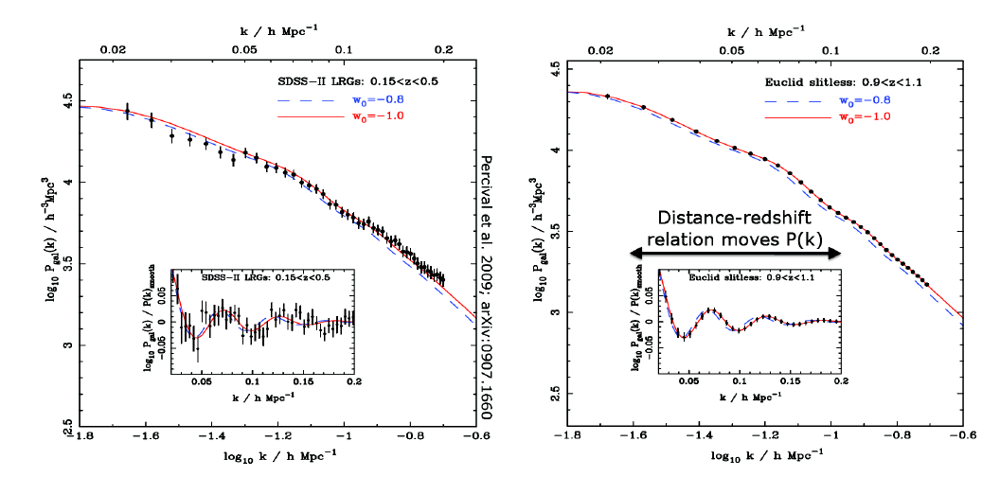 k / h Mpc⁻¹
0.02 0.05 0.1 0.2
SDSS−II LRGs: 0.15<z<0.5
w₀=−0.8
w₀=−1.0
log₁₀ P_gal(k) / h⁻³Mpc³
4.5
4
3.5
3
2.5
SDSS−II LRGs: 0.15<z<0.5
log₁₀ P_gal(k) / P(k)_smooth
0.05
0
−0.05
0.05 0.1 0.15 0.2
k / h Mpc⁻¹
−1.8 −1.6 −1.4 −1.2 −1 −0.8 −0.6
log₁₀ k / h Mpc⁻¹
Percival et al. 2009; arXiv:0907.1660
k / h Mpc⁻¹
0.02 0.05 0.1 0.2
Euclid slitless: 0.9<z<1.1
w₀=−0.8
w₀=−1.0
log₁₀ P_gal(k) / h⁻³Mpc³
4.5
4
3.5
3
2.5
Distance-redshift
relation moves P(k)
Euclid slitless: 0.9<z<1.1
log₁₀ P_gal(k) / P(k)_smooth
0.05
0
−0.05
0.05 0.1 0.15 0.2
k / h Mpc⁻¹
−1.8 −1.6 −1.4 −1.2 −1 −0.8 −0.6
log₁₀ k / h Mpc⁻¹